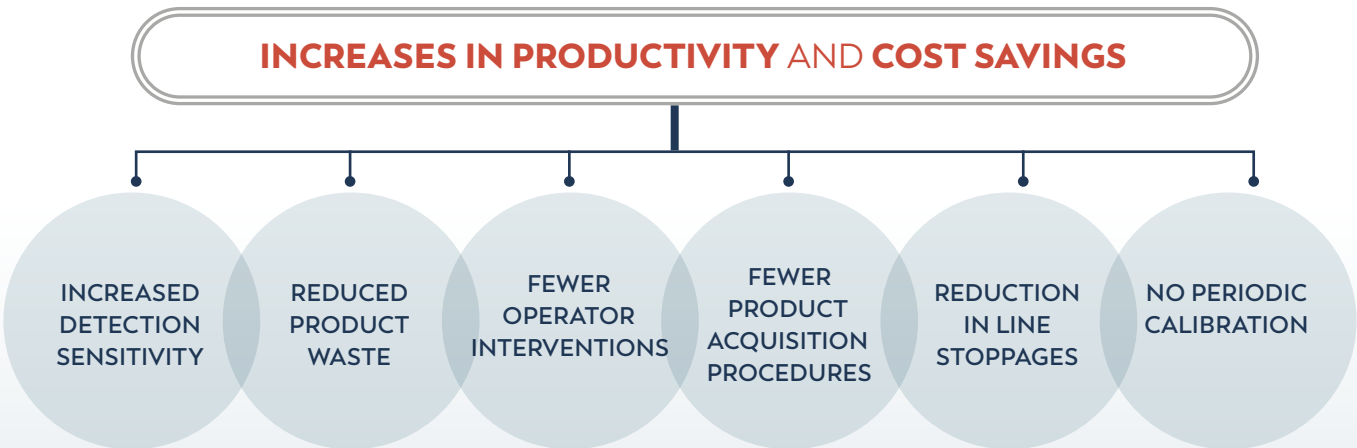 INCREASES IN PRODUCTIVITY AND COST SAVINGS
INCREASED
DETECTION
SENSITIVITY
REDUCED
PRODUCT
WASTE
FEWER
OPERATOR
INTERVENTIONS
FEWER
PRODUCT
ACQUISITION
PROCEDURES
REDUCTION
IN LINE
STOPPAGES
NO PERIODIC
CALIBRATION